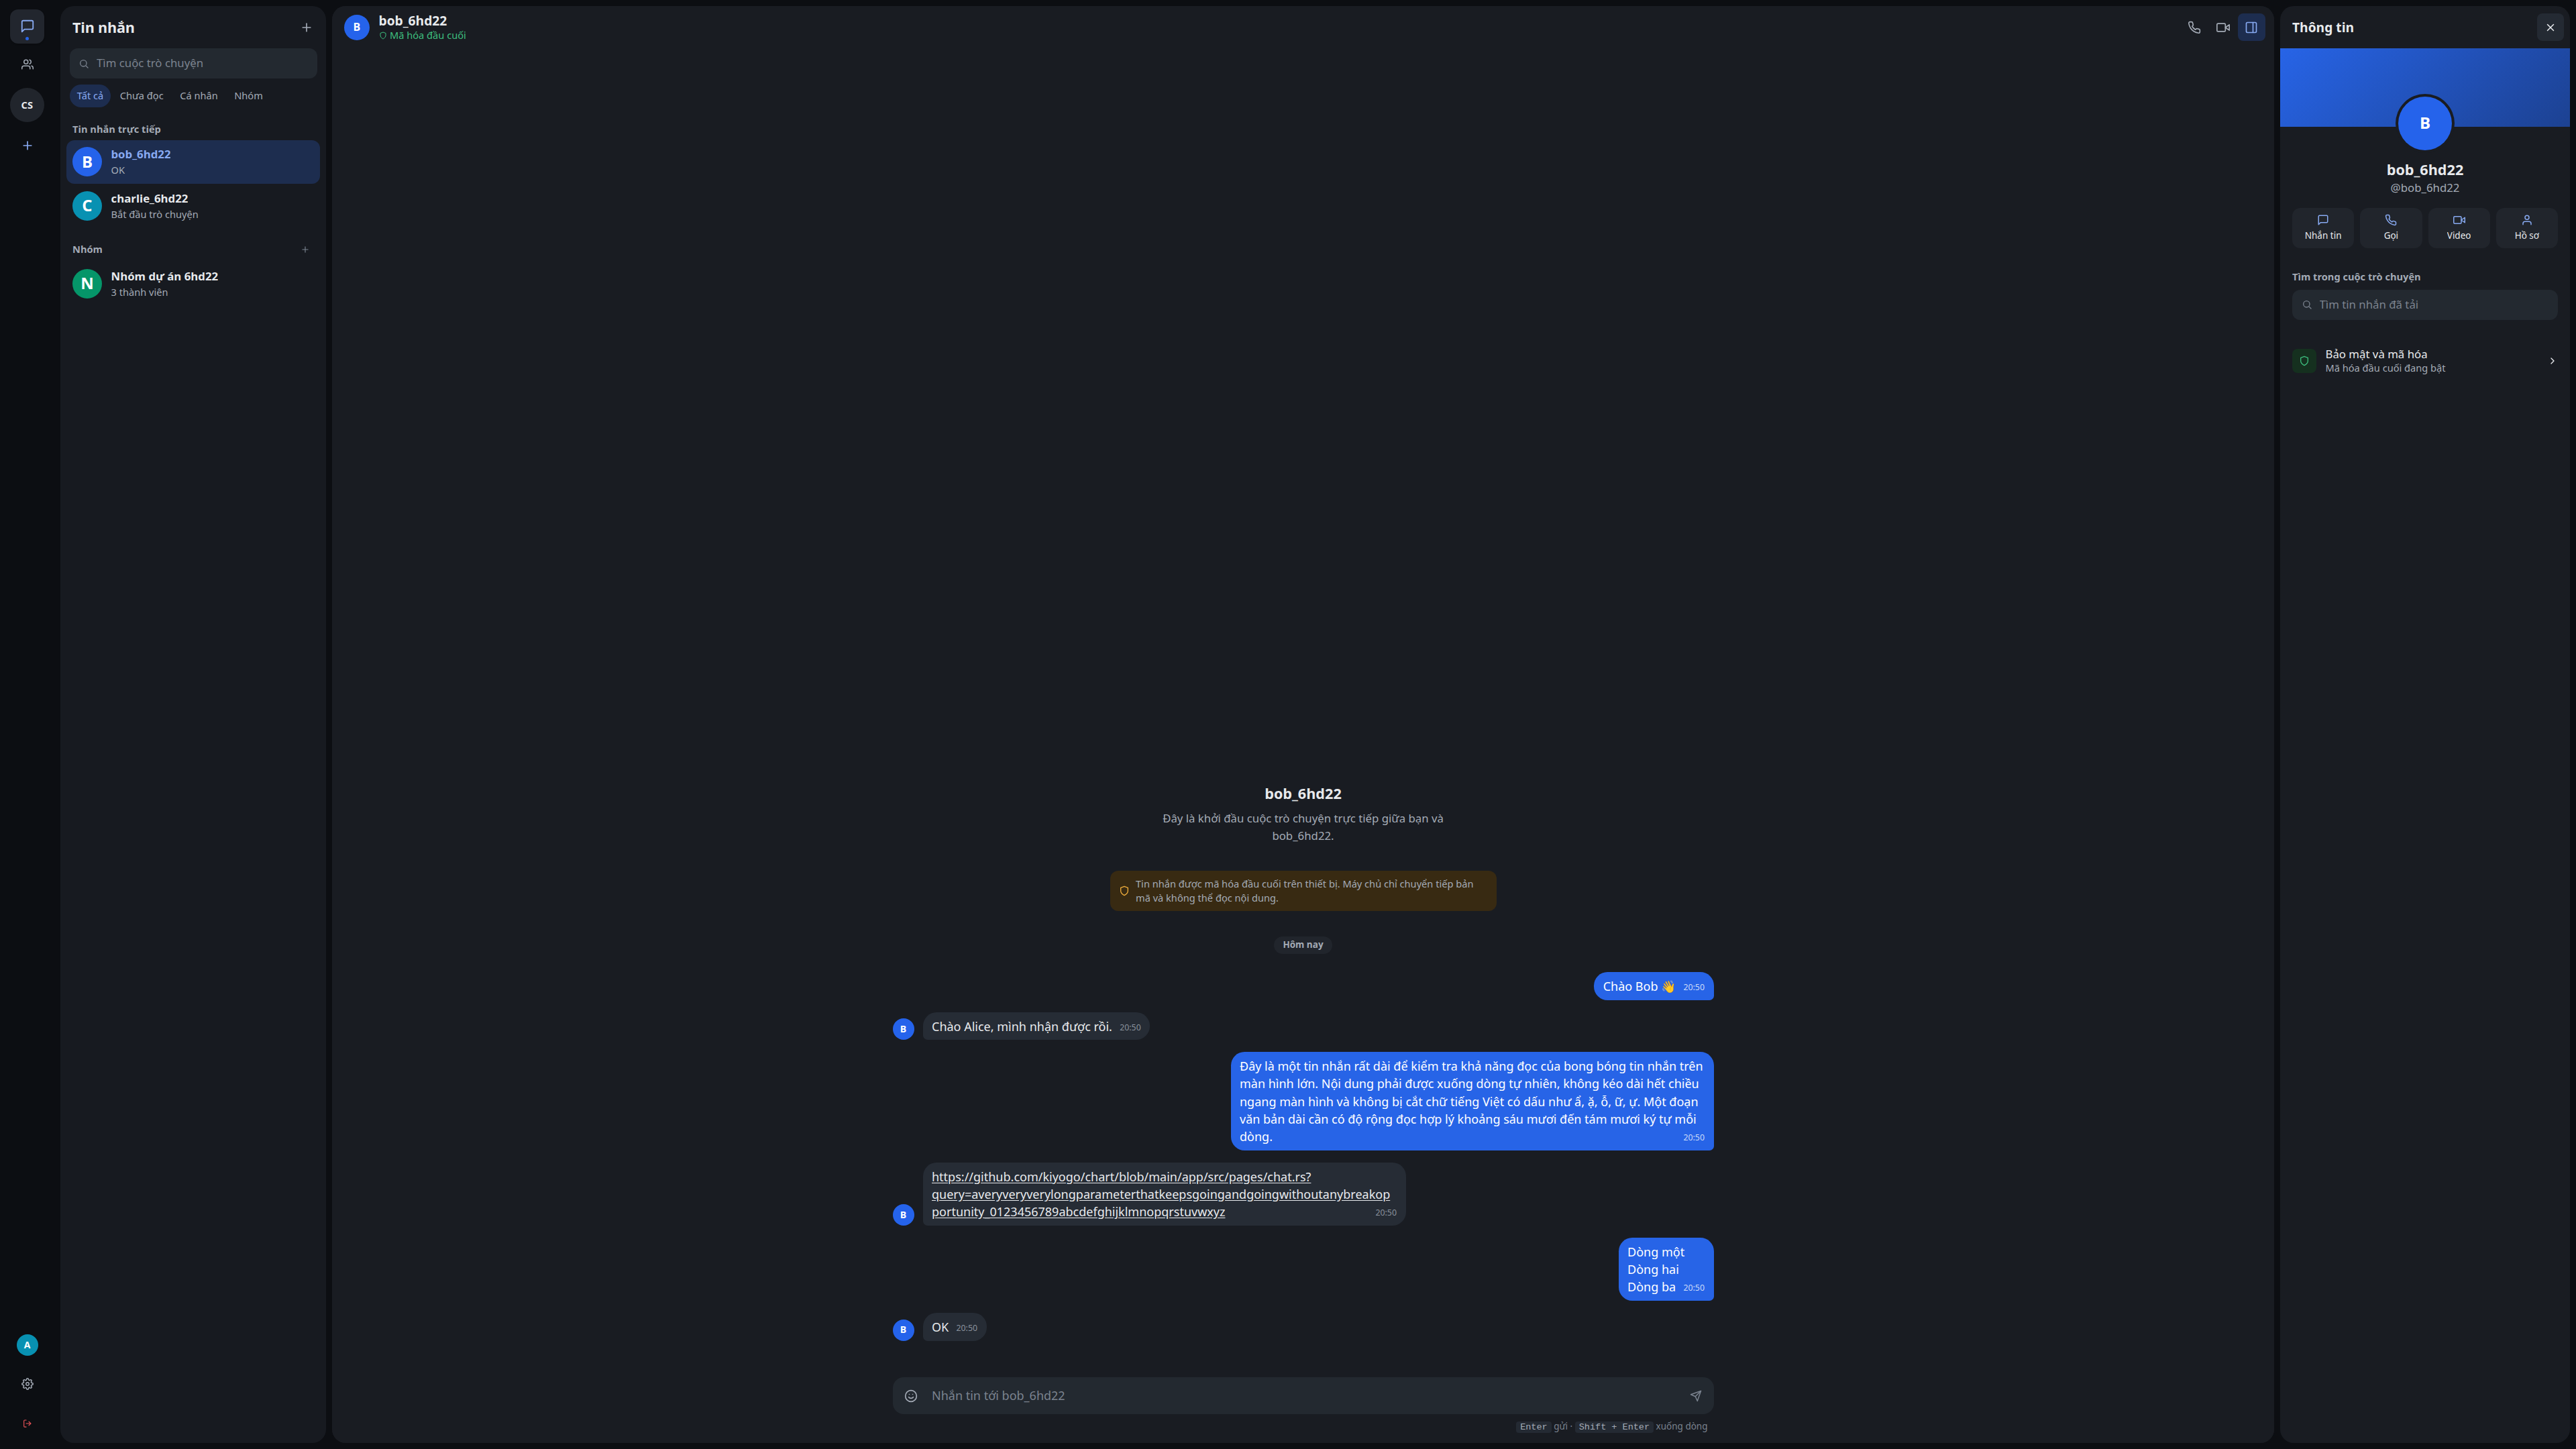 CS
A
Tin nhắn
Tìm cuộc trò chuyện
Tất cả Chưa đọc Cá nhân Nhóm
Tin nhắn trực tiếp
B
bob_6hd22
OK
C
charlie_6hd22
Bắt đầu trò chuyện
Nhóm
N
Nhóm dự án 6hd22
3 thành viên
B
bob_6hd22
Mã hóa đầu cuối
bob_6hd22
Đây là khởi đầu cuộc trò chuyện trực tiếp giữa bạn và
bob_6hd22.
Tin nhắn được mã hóa đầu cuối trên thiết bị. Máy chủ chỉ chuyển tiếp bản
mã và không thể đọc nội dung.
Hôm nay
Chào Bob 👋 20:50
B
Chào Alice, mình nhận được rồi. 20:50
Đây là một tin nhắn rất dài để kiểm tra khả năng đọc của bong bóng tin nhắn trên
màn hình lớn. Nội dung phải được xuống dòng tự nhiên, không kéo dài hết chiều
ngang màn hình và không bị cắt chữ tiếng Việt có dấu như ấ, ặ, ỗ, ữ, ự. Một đoạn
văn bản dài cần có độ rộng đọc hợp lý khoảng sáu mươi đến tám mươi ký tự mỗi
dòng. 20:50
https://github.com/kiyogo/chart/blob/main/app/src/pages/chat.rs?
query=averyveryverylongparameterthatkeepsgoingandgoingwithoutanybreakop
portunity_0123456789abcdefghijklmnopqrstuvwxyz 20:50
B
Dòng một
Dòng hai
Dòng ba 20:50
B
OK 20:50
Nhắn tin tới bob_6hd22
Enter gửi · Shift + Enter xuống dòng
Thông tin
B
bob_6hd22
@bob_6hd22
Nhắn tin Gọi Video Hồ sơ
Tìm trong cuộc trò chuyện
Tìm tin nhắn đã tải
Bảo mật và mã hóa
Mã hóa đầu cuối đang bật